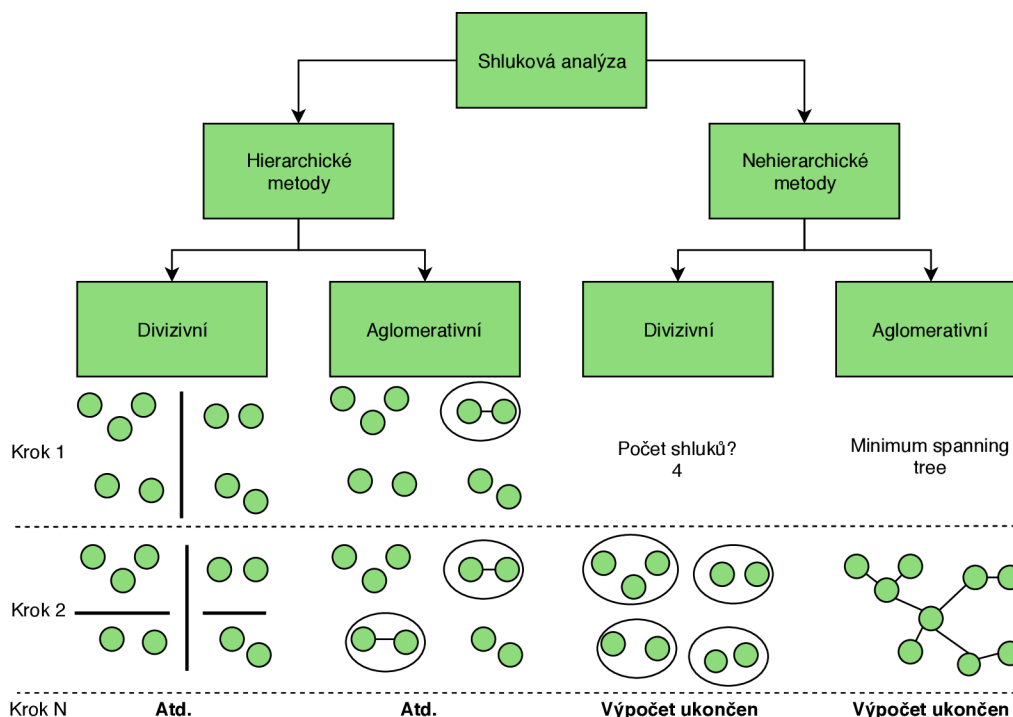 Shluková analýza
Hierarchické
metody
Nehierarchické
metody
Divizivní
Aglomerativní
Divizivní
Aglomerativní
Krok 1
Počet shluků?
4
Minimum spanning
tree
Krok 2
Krok N
Atd.
Atd.
Výpočet ukončen
Výpočet ukončen